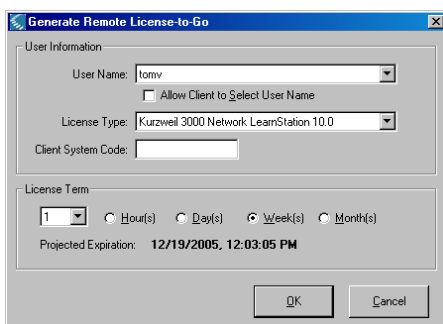 Generate Remote License-to-Go
User Information
User Name: tomv
Allow Client to Select User Name
License Type: Kurzweil 3000 Network LearnStation 10.0
Client System Code:
License Term
1 Hour(s) Day(s) Week(s) Month(s)
Projected Expiration: 12/19/2005, 12:03:05 PM
OK Cancel